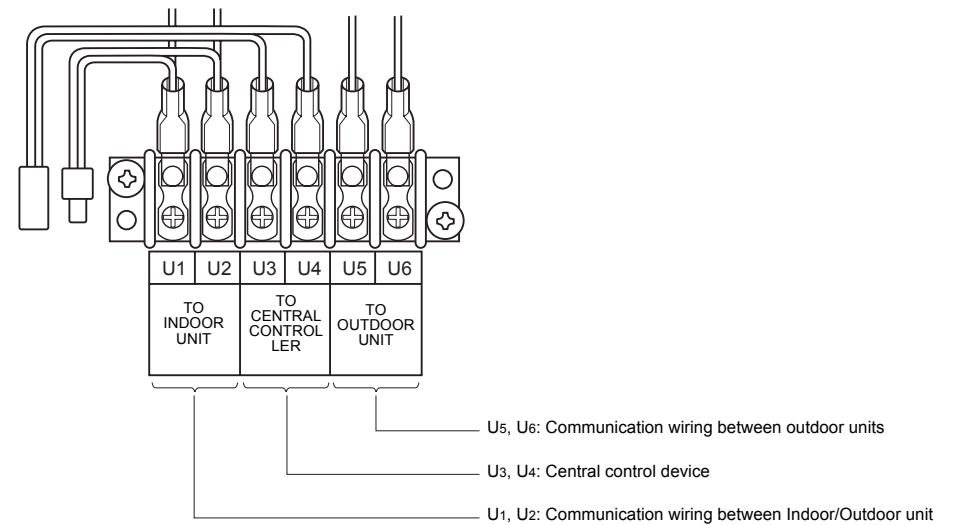 U1 U2 U3 U4 U5 U6
TO
INDOOR
UNIT
TO
CENTRAL
CONTROL
LER
TO
OUTDOOR
UNIT
U5, U6: Communication wiring between outdoor units
U3, U4: Central control device
U1, U2: Communication wiring between Indoor/Outdoor unit